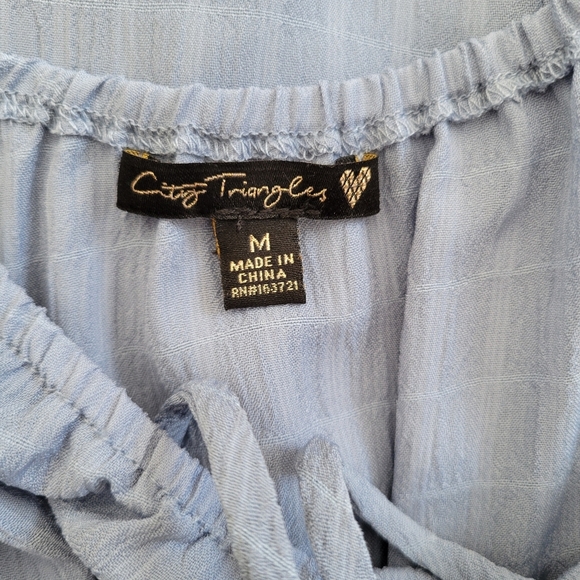 City Triangles
M
MADE IN
CHINA
RN#163721